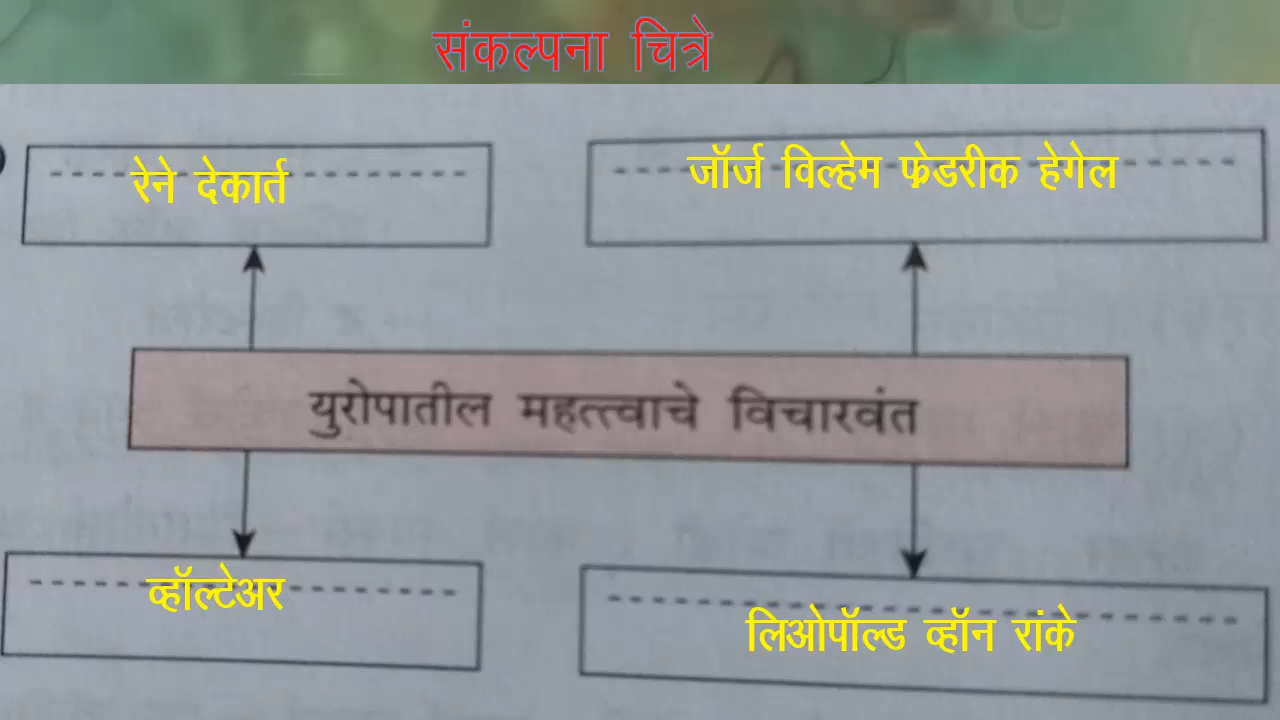 संकल्पना चित्रे
रेने देकार्त
जॉर्ज विल्हेम फ्रेडरीक हेगेल
युरोपातील महत्त्वाचे विचारवंत
व्हॉल्टेअर
लिओपॉल्ड व्हॉन रांके